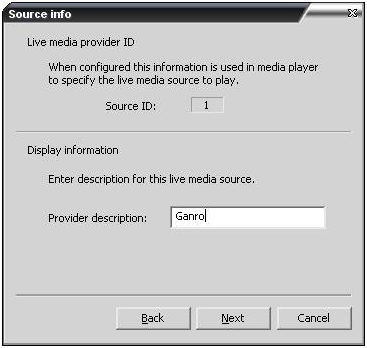 Source info
Live media provider ID
When configured this information is used in media player
to specify the live media source to play.
Source ID: 1
Display information
Enter description for this live media source.
Provider description: Ganro
Back Next Cancel